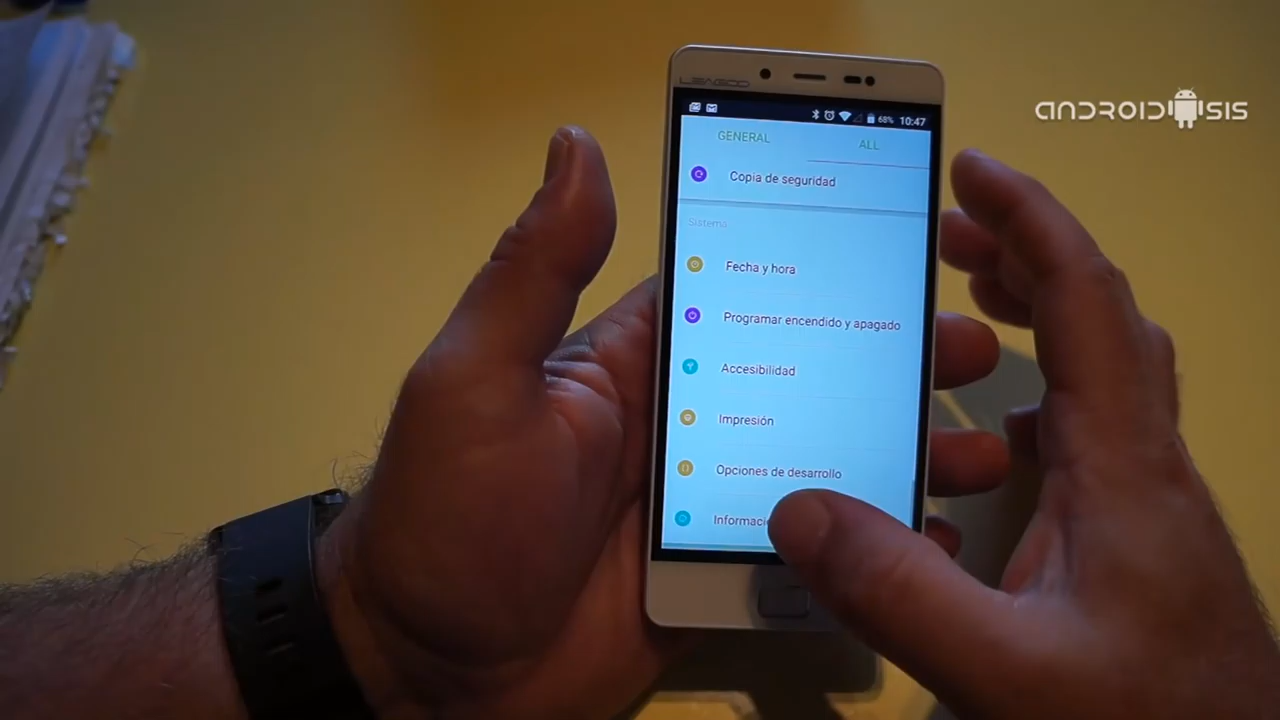 LEAGOO
ANDROIDSIS
68% 10:47
GENERAL ALL
Copia de seguridad
Sistema
Fecha y hora
Programar encendido y apagado
Accesibilidad
Impresión
Opciones de desarrollo
Informaci